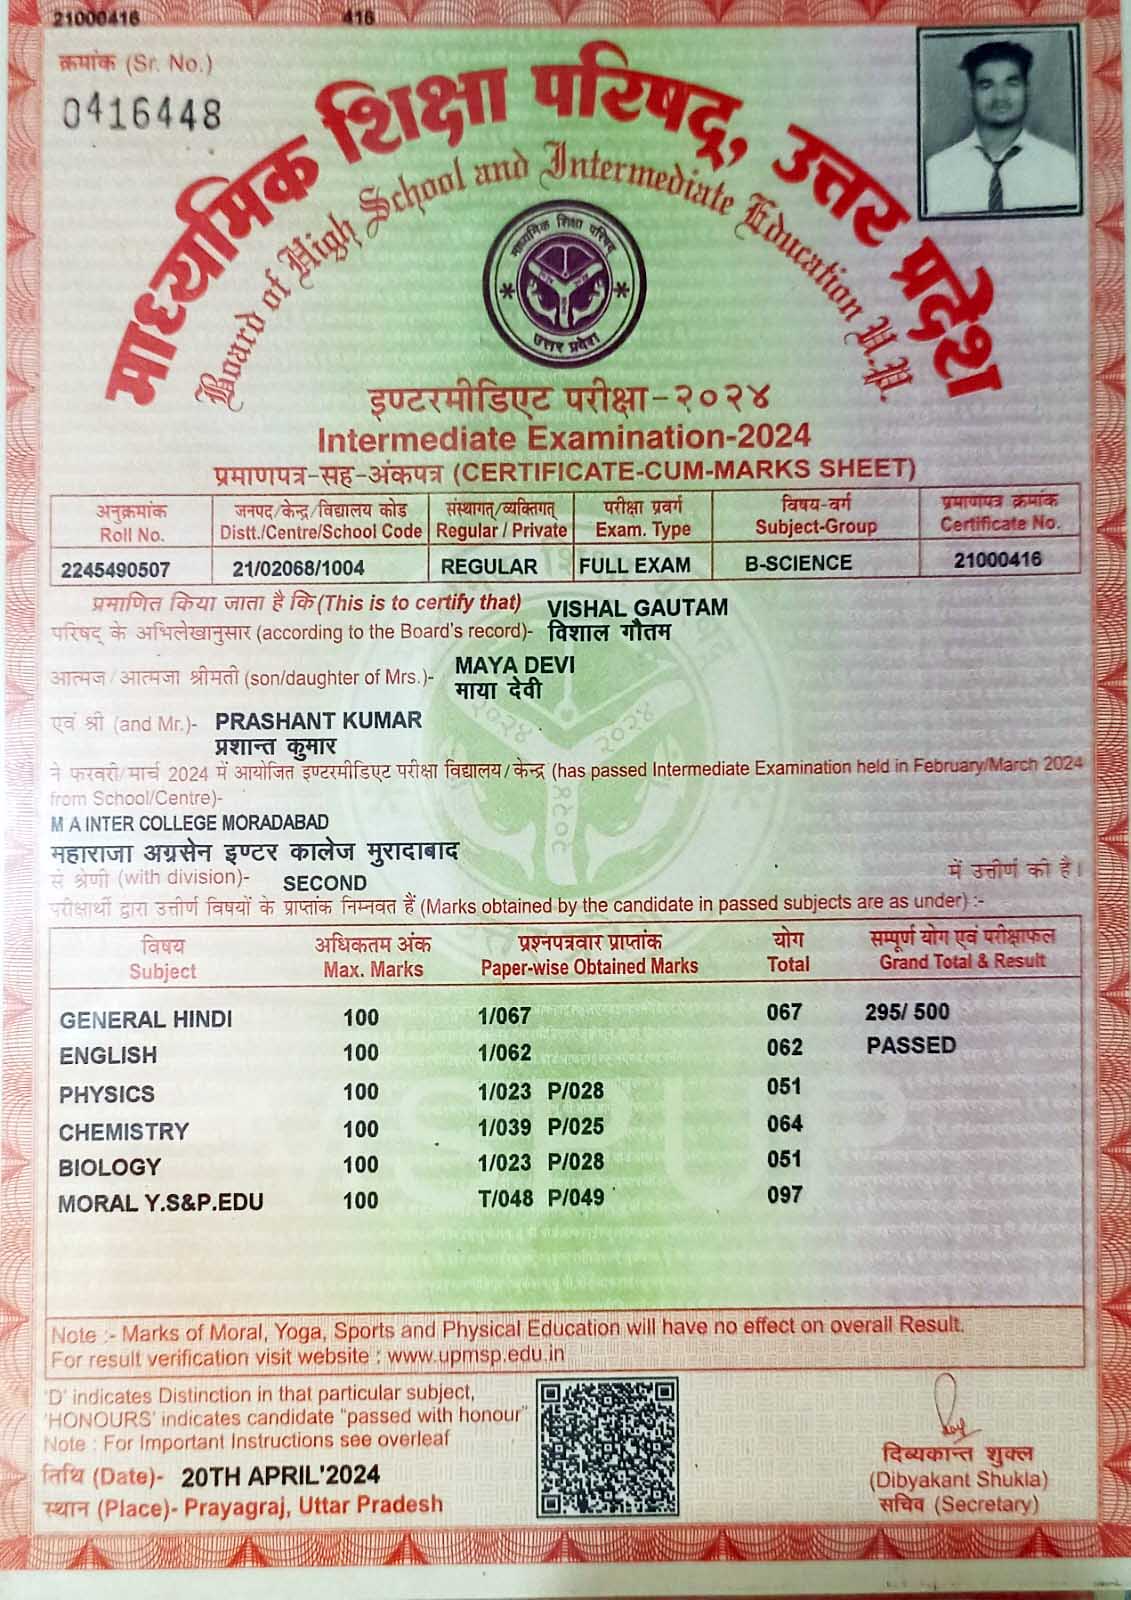 21000416 416
क्रमांक (Sr. No.)
0416448
माध्यमिक शिक्षा परिषद्, उत्तर प्रदेश
Board of High School and Intermediate Education U.P.
माध्यमिक शिक्षा परिषद्
उत्तर प्रदेश
इण्टरमीडिएट परीक्षा-२०२४
Intermediate Examination-2024
प्रमाणपत्र-सह-अंकपत्र (CERTIFICATE-CUM-MARKS SHEET)
अनुक्रमांक जनपद/केन्द्र/विद्यालय कोड संस्थागत्/व्यक्तिगत् परीक्षा प्रवर्ग विषय-वर्ग प्रमाणपत्र क्रमांक
Roll No. Distt./Centre/School Code Regular / Private Exam. Type Subject-Group Certificate No.
2245490507 21/02068/1004 REGULAR FULL EXAM B-SCIENCE 21000416
प्रमाणित किया जाता है कि (This is to certify that) VISHAL GAUTAM
परिषद् के अभिलेखानुसार (according to the Board's record)- विशाल गौतम
MAYA DEVI
आत्मज / आत्मजा श्रीमती (son/daughter of Mrs.)- माया देवी
एवं श्री (and Mr.)- PRASHANT KUMAR
प्रशान्त कुमार
ने फरवरी/मार्च 2024 में आयोजित इण्टरमीडिएट परीक्षा विद्यालय/केन्द्र (has passed Intermediate Examination held in February/March 2024
from School/Centre)-
M A INTER COLLEGE MORADABAD
महाराजा अग्रसेन इण्टर कालेज मुरादाबाद
से श्रेणी (with division)- SECOND में उत्तीर्ण की है।
परीक्षार्थी द्वारा उत्तीर्ण विषयों के प्राप्तांक निम्नवत हैं (Marks obtained by the candidate in passed subjects are as under) :-
विषय अधिकतम अंक प्रश्नपत्रवार प्राप्तांक योग सम्पूर्ण योग एवं परीक्षाफल
Subject Max. Marks Paper-wise Obtained Marks Total Grand Total & Result
GENERAL HINDI 100 1/067 067 295/ 500
ENGLISH 100 1/062 062 PASSED
PHYSICS 100 1/023 P/028 051
CHEMISTRY 100 1/039 P/025 064
BIOLOGY 100 1/023 P/028 051
MORAL Y.S&P.EDU 100 T/048 P/049 097
Note :- Marks of Moral, Yoga, Sports and Physical Education will have no effect on overall Result.
For result verification visit website : www.upmsp.edu.in
'D' indicates Distinction in that particular subject,
'HONOURS' indicates candidate "passed with honour"
Note : For Important Instructions see overleaf
तिथि (Date)- 20TH APRIL'2024
स्थान (Place)- Prayagraj, Uttar Pradesh
दिब्यकान्त शुक्ल
(Dibyakant Shukla)
सचिव (Secretary)